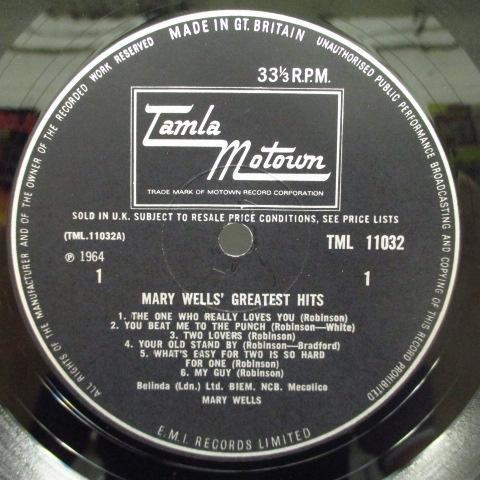 MADE IN GT. BRITAIN
ALL RIGHTS OF THE MANUFACTURER AND OF THE OWNER OF THE RECORDED WORK RESERVED
UNAUTHORISED PUBLIC PERFORMANCE BROADCASTING AND COPYING OF THIS RECORD PROHIBITED
33⅓ R.P.M.
Tamla
Motown
TRADE MARK OF MOTOWN RECORD CORPORATION
SOLD IN U.K. SUBJECT TO RESALE PRICE CONDITIONS, SEE PRICE LISTS
(TML.11032A)
TML 11032
℗ 1964
1
1
MARY WELLS' GREATEST HITS
1. THE ONE WHO REALLY LOVES YOU (Robinson)
2. YOU BEAT ME TO THE PUNCH (Robinson—White)
3. TWO LOVERS (Robinson)
4. YOUR OLD STAND BY (Robinson—Bradford)
5. WHAT'S EASY FOR TWO IS SO HARD
FOR ONE (Robinson)
6. MY GUY (Robinson)
Belinda (Ldn.) Ltd. BIEM. NCB. Mecolico
MARY WELLS
E.M.I. RECORDS LIMITED